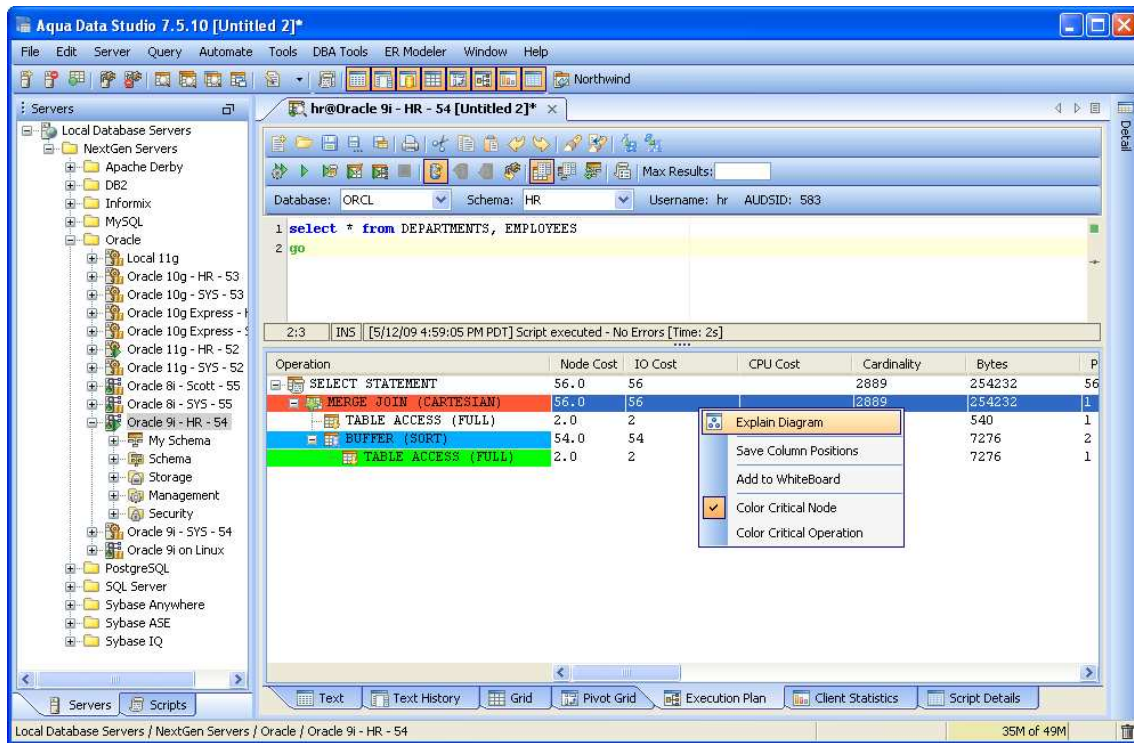 Aqua Data Studio 7.5.10 [Untitled 2]*
File Edit Server Query Automate Tools DBA Tools ER Modeler Window Help
Northwind
Servers
Local Database Servers
NextGen Servers
Apache Derby
DB2
Informix
MySQL
Oracle
Local 11g
Oracle 10g - HR - 53
Oracle 10g - SYS - 53
Oracle 10g Express - H
Oracle 10g Express - S
Oracle 11g - HR - 52
Oracle 11g - SYS - 52
Oracle 8i - Scott - 55
Oracle 8i - SYS - 55
Oracle 9i - HR - 54
My Schema
Schema
Storage
Management
Security
Oracle 9i - SYS - 54
Oracle 9i on Linux
PostgreSQL
SQL Server
Sybase Anywhere
Sybase ASE
Sybase IQ
Servers Scripts
hr@Oracle 9i - HR - 54 [Untitled 2]*
Max Results:
Database: ORCL Schema: HR Username: hr AUDSID: 583
1 select * from DEPARTMENTS, EMPLOYEES
2 go
2:3 INS [5/12/09 4:59:05 PM PDT] Script executed - No Errors [Time: 2s]
Operation Node Cost IO Cost CPU Cost Cardinality Bytes P
SELECT STATEMENT 56.0 56 2889 254232 56
MERGE JOIN (CARTESIAN) 56.0 56 2889 254232 1
TABLE ACCESS (FULL) 2.0 2 540 1
BUFFER (SORT) 54.0 54 7276 2
TABLE ACCESS (FULL) 2.0 2 7276 1
Explain Diagram
Save Column Positions
Add to WhiteBoard
Color Critical Node
Color Critical Operation
Text Text History Grid Pivot Grid Execution Plan Client Statistics Script Details
Detail
Local Database Servers / NextGen Servers / Oracle / Oracle 9i - HR - 54 35M of 49M